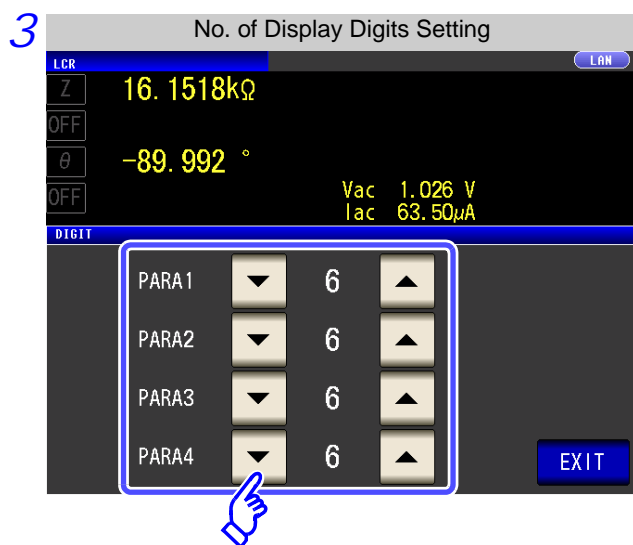 3 No. of Display Digits Setting
LCR LAN
Z 16.1518kΩ
OFF
θ -89.992 °
OFF Vac 1.026 V
Iac 63.50μA
DIGIT
PARA1 ▼ 6 ▲
PARA2 ▼ 6 ▲
PARA3 ▼ 6 ▲
PARA4 ▼ 6 ▲
EXIT